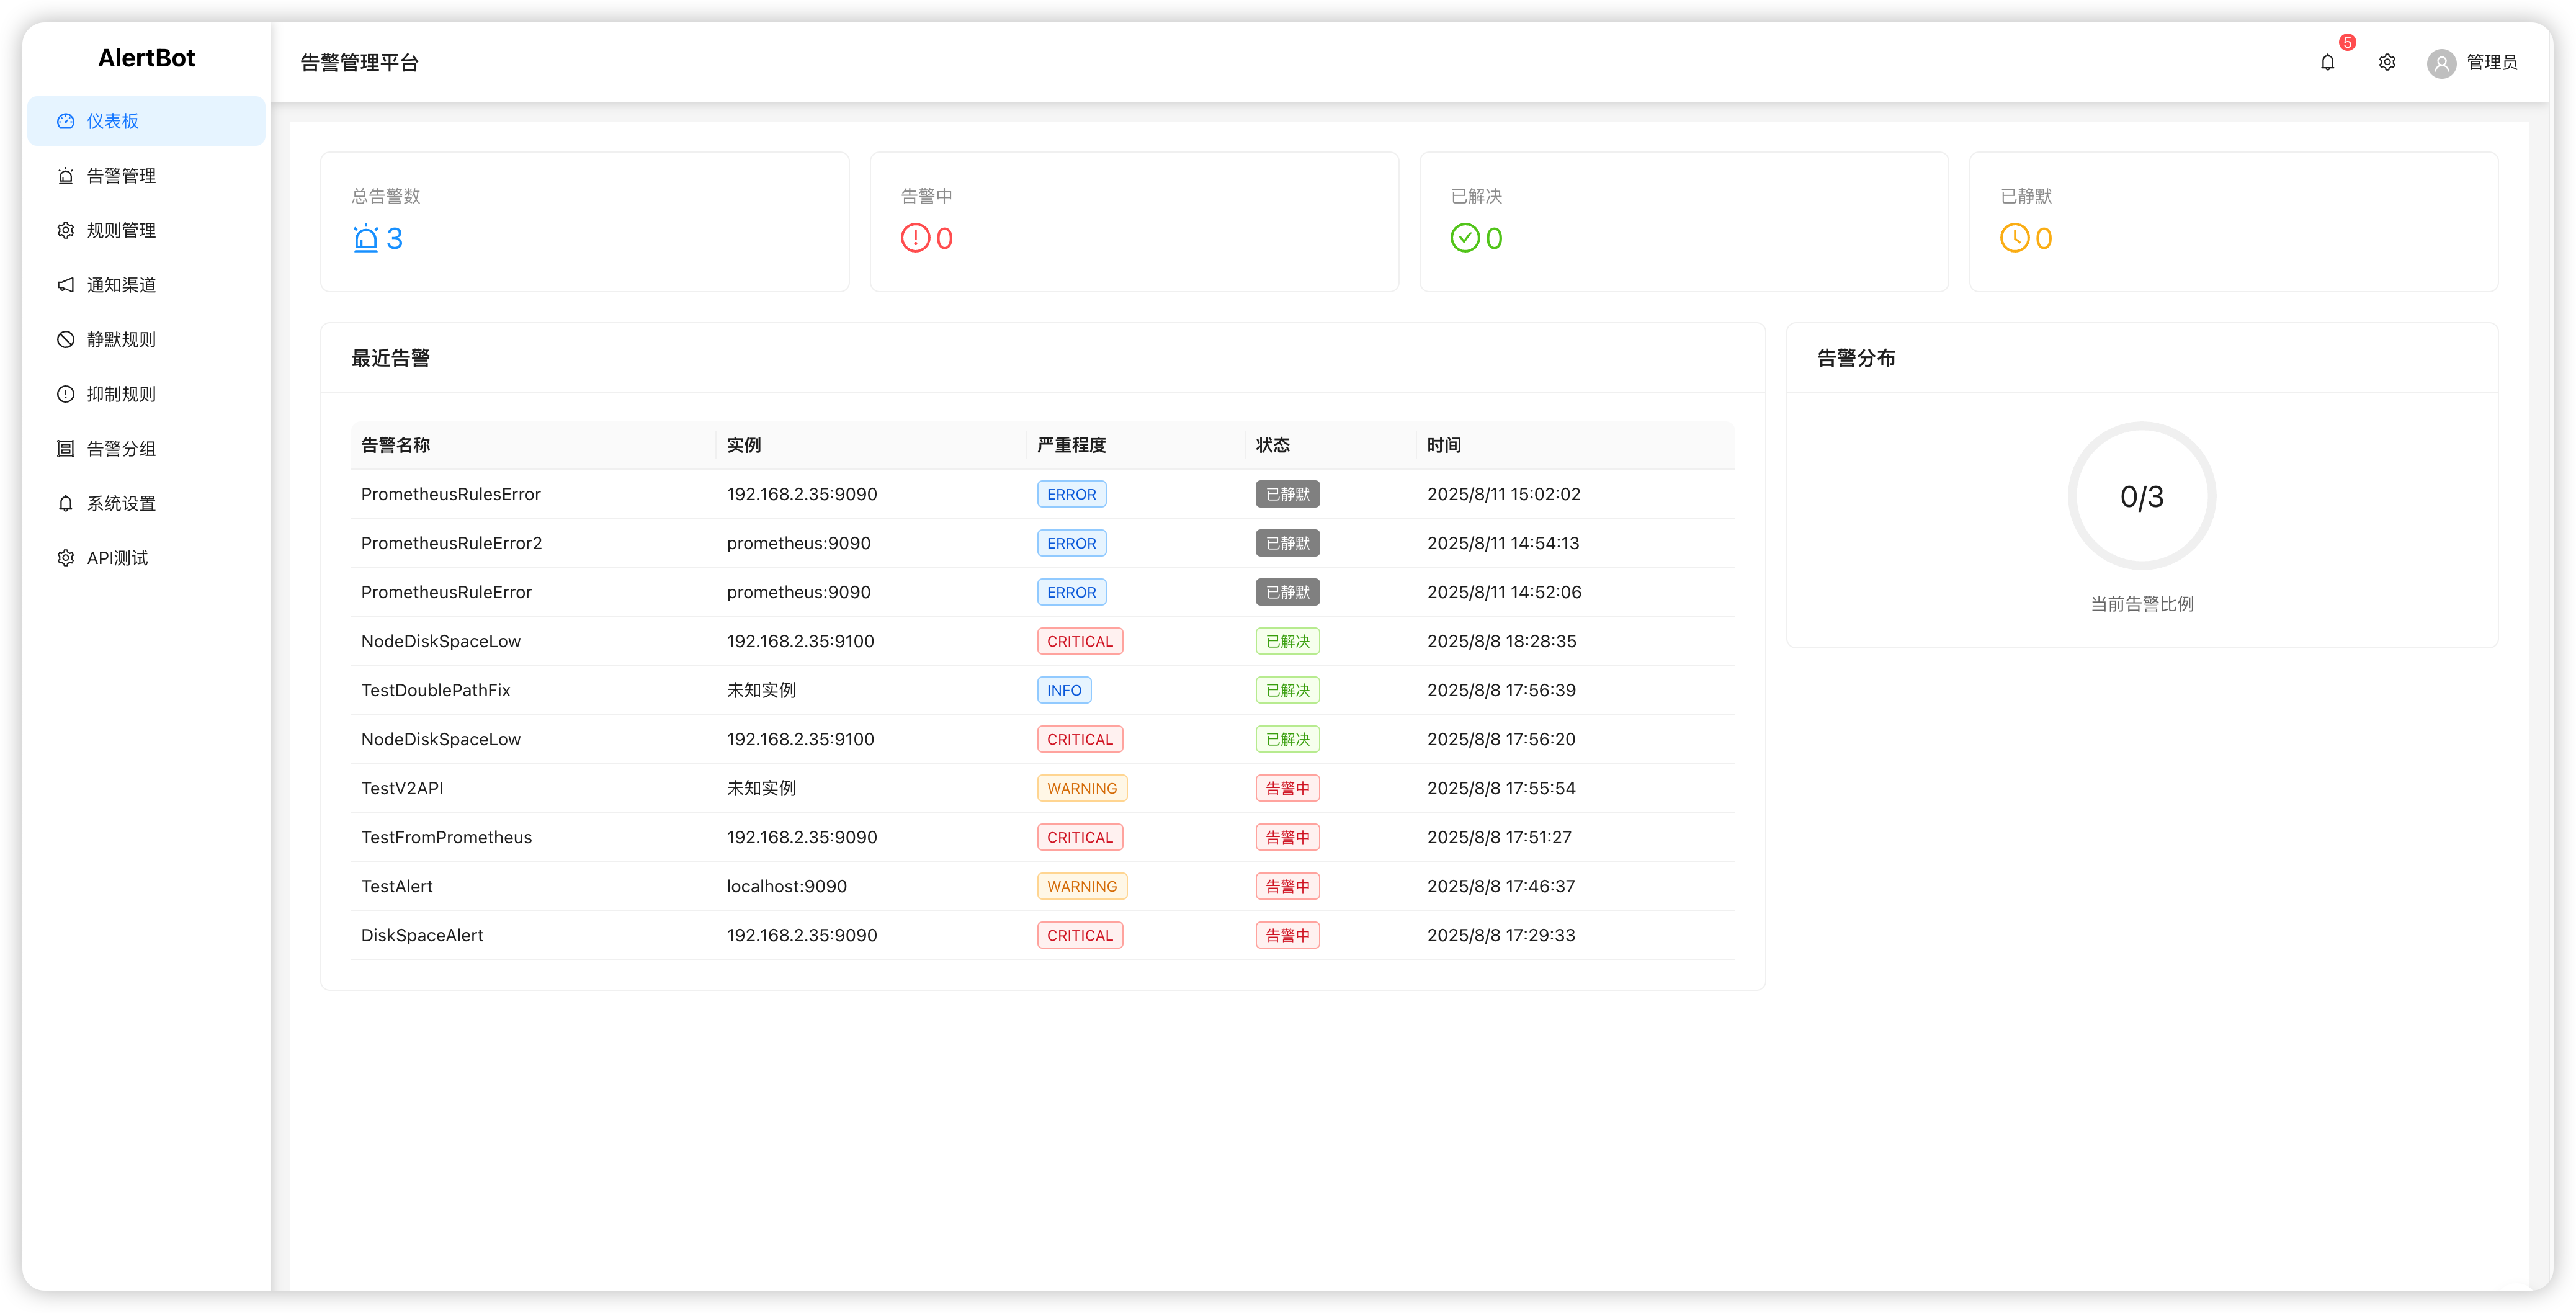 AlertBot
仪表板
告警管理
规则管理
通知渠道
静默规则
抑制规则
告警分组
系统设置
API测试
告警管理平台
5
管理员
总告警数
3
告警中
0
已解决
0
已静默
0
最近告警
告警名称 实例 严重程度 状态 时间
PrometheusRulesError 192.168.2.35:9090 ERROR 已静默 2025/8/11 15:02:02
PrometheusRuleError2 prometheus:9090 ERROR 已静默 2025/8/11 14:54:13
PrometheusRuleError prometheus:9090 ERROR 已静默 2025/8/11 14:52:06
NodeDiskSpaceLow 192.168.2.35:9100 CRITICAL 已解决 2025/8/8 18:28:35
TestDoublePathFix 未知实例 INFO 已解决 2025/8/8 17:56:39
NodeDiskSpaceLow 192.168.2.35:9100 CRITICAL 已解决 2025/8/8 17:56:20
TestV2API 未知实例 WARNING 告警中 2025/8/8 17:55:54
TestFromPrometheus 192.168.2.35:9090 CRITICAL 告警中 2025/8/8 17:51:27
TestAlert localhost:9090 WARNING 告警中 2025/8/8 17:46:37
DiskSpaceAlert 192.168.2.35:9090 CRITICAL 告警中 2025/8/8 17:29:33
告警分布
0/3
当前告警比例